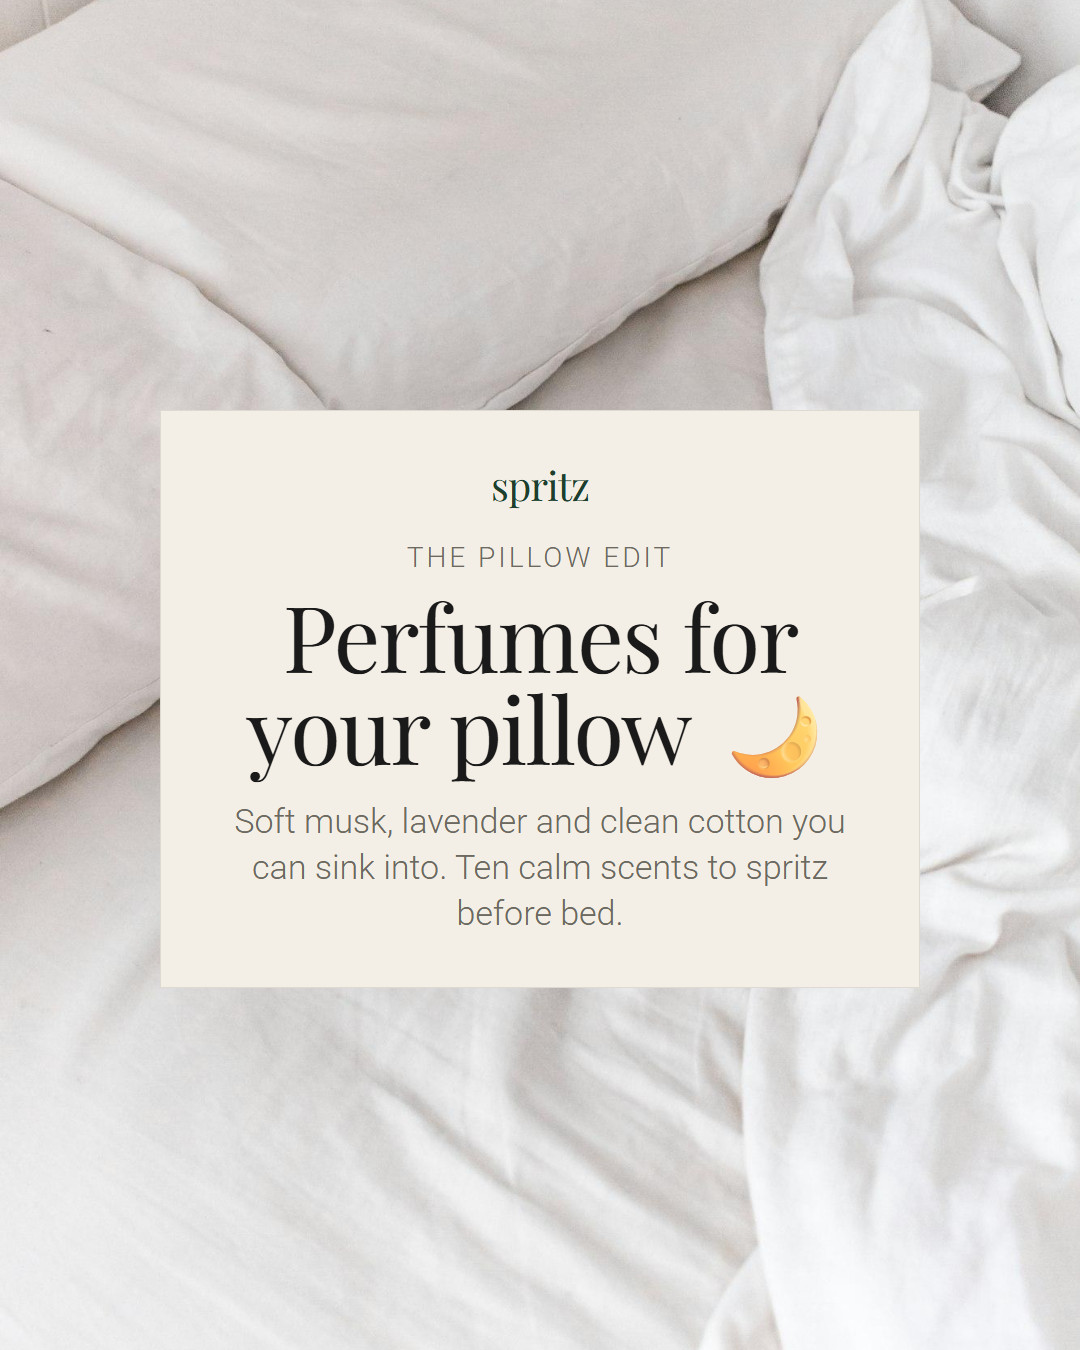 spritz
THE PILLOW EDIT
Perfumes for
your pillow 🌙
Soft musk, lavender and clean cotton you
can sink into. Ten calm scents to spritz
before bed.